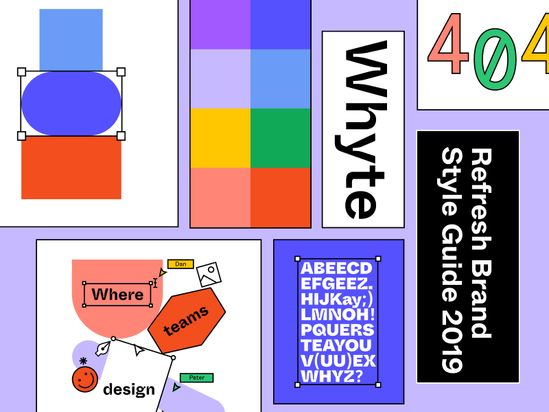 404
Whyte
Refresh Brand
Style Guide 2019
Dan
Where
teams
Peter
design
ABEECD
EFGEEZ.
HIJKay;)
LMNOH!
PQUERS
TEAYOU
V(UU)EX
WHYZ?